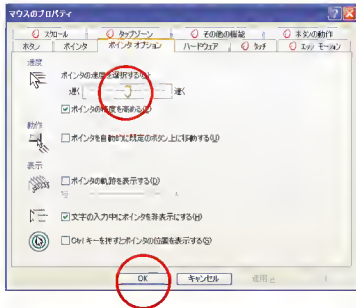 マウスのプロパティ
スクロール タップゾーン その他の機能 ボタンの動作
ボタン ポインタ ポインタ オプション ハードウェア タッチ エッジ モーション
速度
ポインタの速度を選択する(C)
遅く 速く
ポインタの精度を高める(E)
動作
ポインタを自動的に既定のボタン上に移動する(U)
表示
ポインタの軌跡を表示する(D)
文字の入力中にポインタを非表示にする(H)
Ctrl キーを押すとポインタの位置を表示する(S)
OK キャンセル 適用